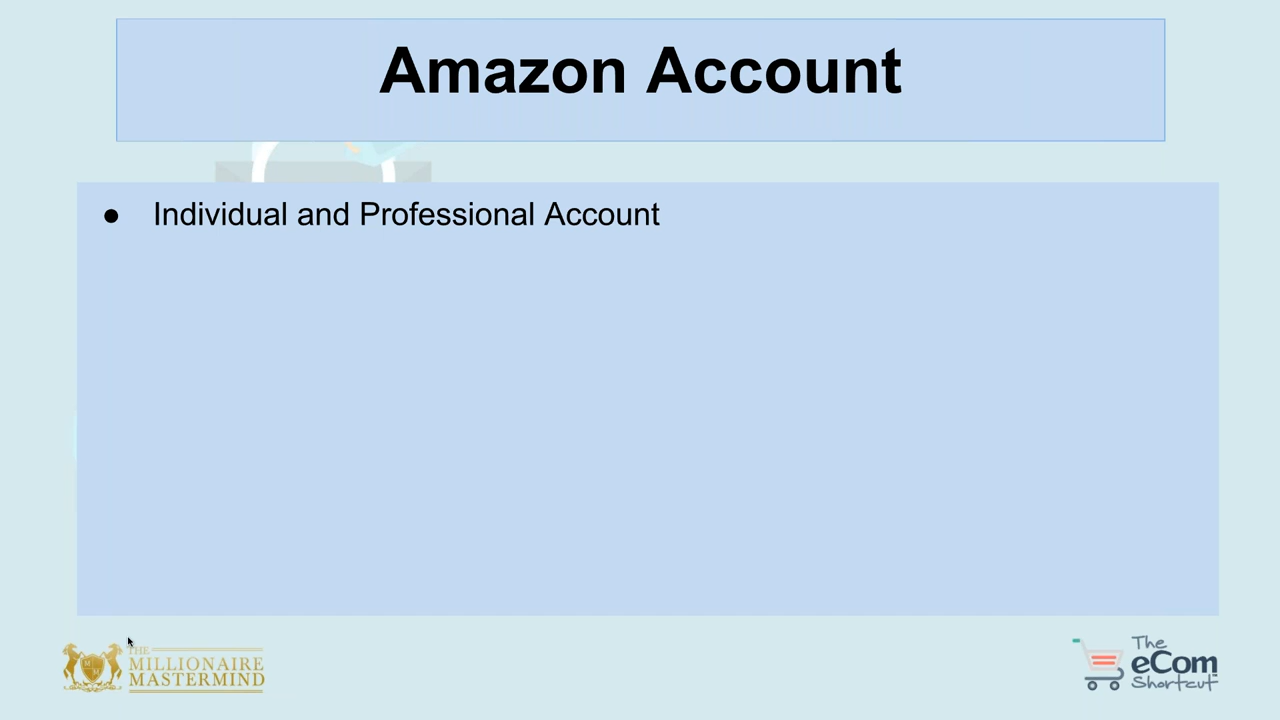 Amazon Account
● Individual and Professional Account
THE
MILLIONAIRE
MASTERMIND
The
eCom
Shortcut